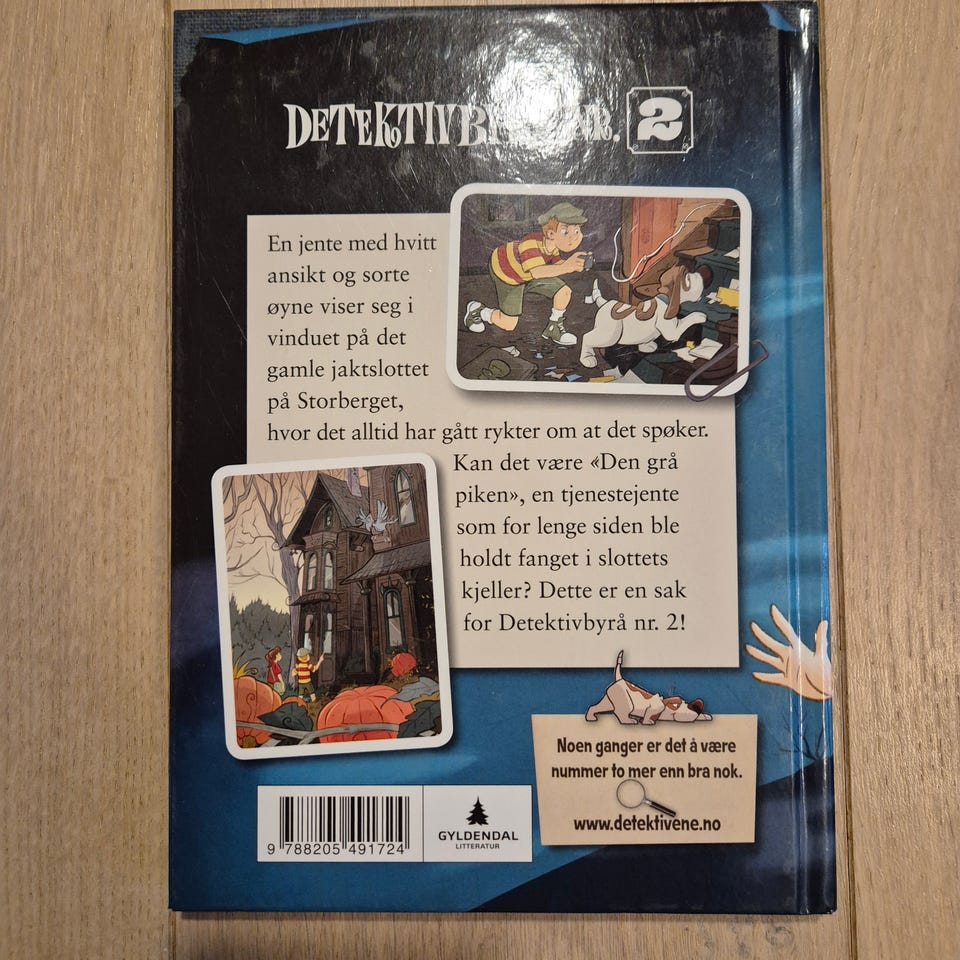 DETEKTIVBYRÅ NR. 2
En jente med hvitt
ansikt og sorte
øyne viser seg i
vinduet på det
gamle jaktslottet
på Storberget,
hvor det alltid har gått rykter om at det spøker.
Kan det være «Den grå
piken», en tjenestejente
som for lenge siden ble
holdt fanget i slottets
kjeller? Dette er en sak
for Detektivbyrå nr. 2!
Noen ganger er det å være
nummer to mer enn bra nok.
www.detektivene.no
9 788205 491724
GYLDENDAL
LITTERATUR